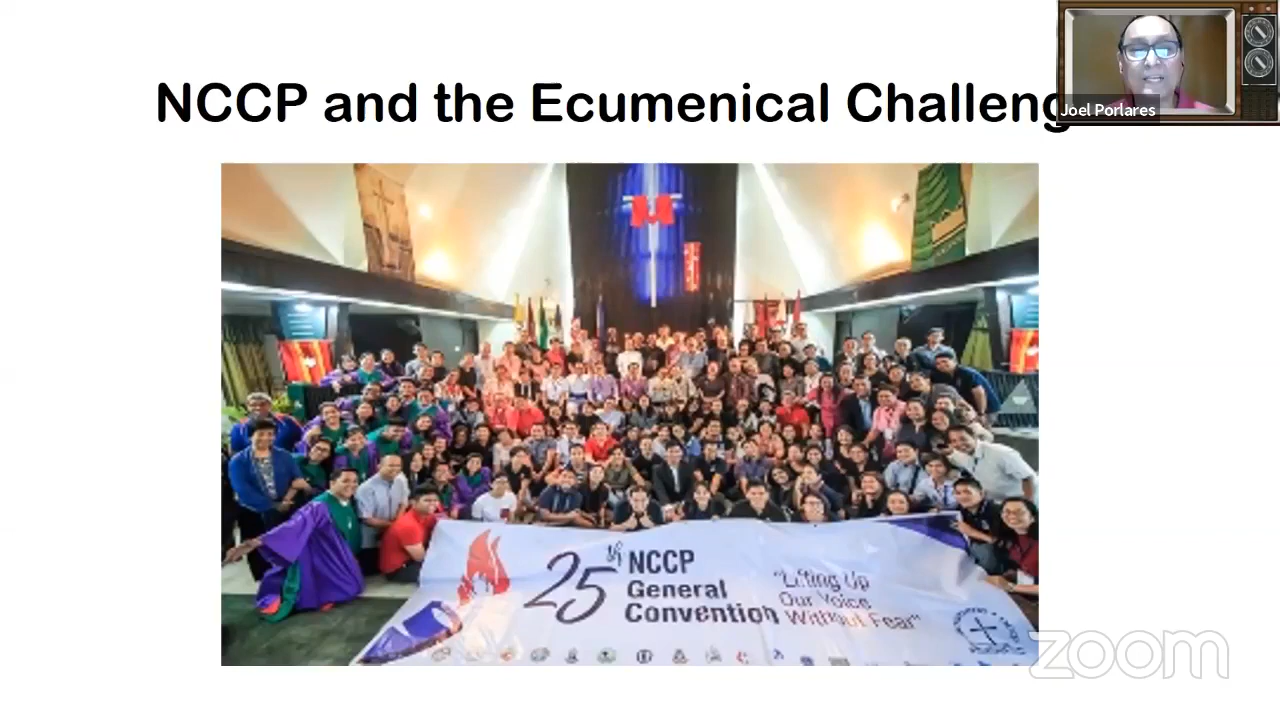 NCCP and the Ecumenical Challeng
Joel Porlares
25th NCCP
General
Convention
"Lifting Up
Our Voice
Without Fear"
zoom